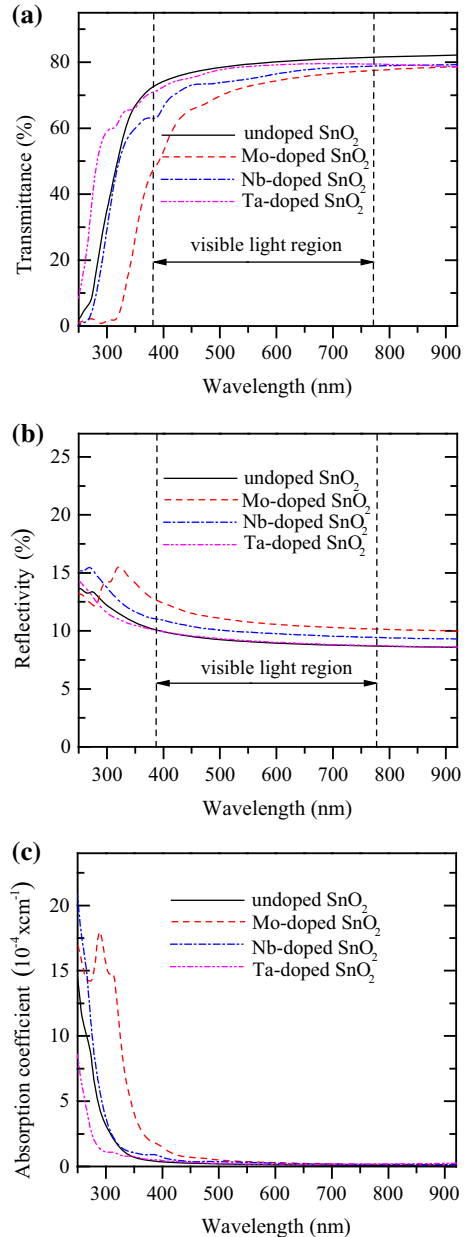 (a)
100
80
60
40
20
0
Transmittance (%)
undoped SnO₂
Mo-doped SnO₂
Nb-doped SnO₂
Ta-doped SnO₂
visible light region
300 400 500 600 700 800 900
Wavelength (nm)
(b)
25
20
15
10
5
0
Reflectivity (%)
undoped SnO₂
Mo-doped SnO₂
Nb-doped SnO₂
Ta-doped SnO₂
visible light region
300 400 500 600 700 800 900
Wavelength (nm)
(c)
25
20
15
10
5
0
Absorption coefficient (10⁻⁴xcm⁻¹)
undoped SnO₂
Mo-doped SnO₂
Nb-doped SnO₂
Ta-doped SnO₂
300 400 500 600 700 800 900
Wavelength (nm)